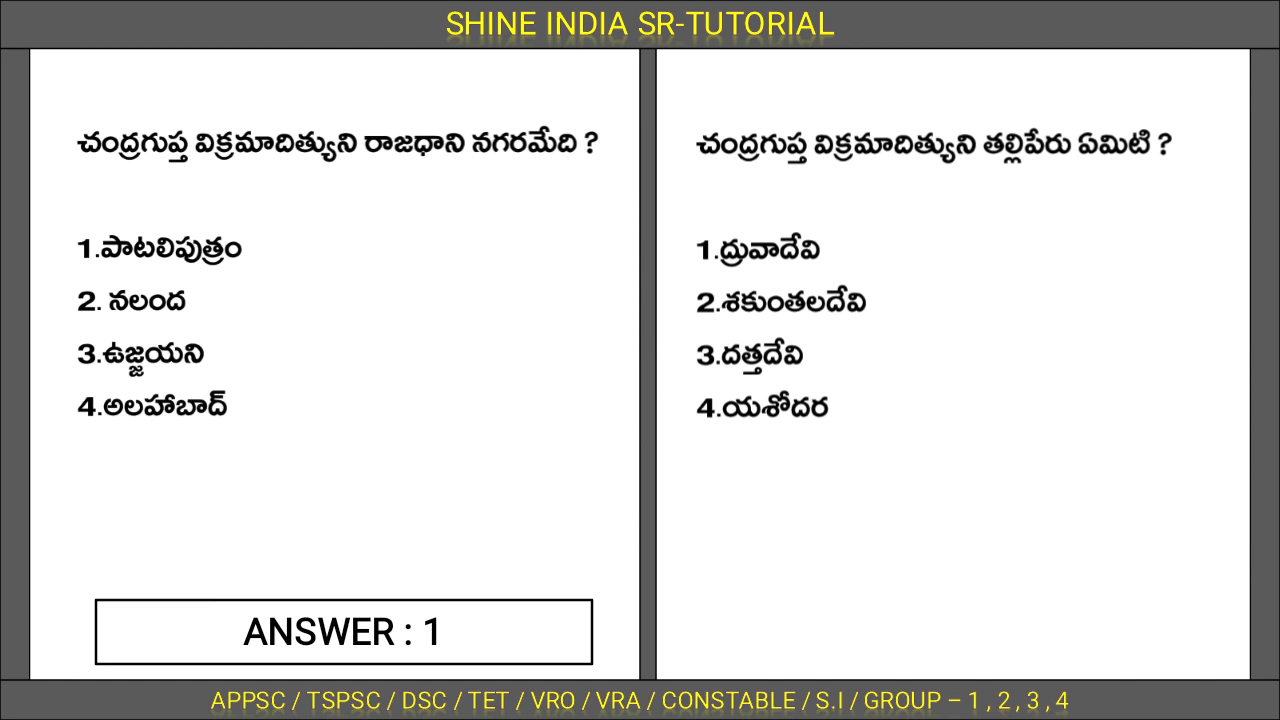 SHINE INDIA SR-TUTORIAL
చంద్రగుప్త విక్రమాదిత్యుని రాజధాని నగరమేది ?
1.పాటలిపుత్రం
2. నలంద
3.ఉజ్జయని
4.అలహాబాద్
ANSWER : 1
చంద్రగుప్త విక్రమాదిత్యుని తల్లిపేరు ఏమిటి ?
1.ద్రువాదేవి
2.శకుంతలదేవి
3.దత్తదేవి
4.యశోదర
APPSC / TSPSC / DSC / TET / VRO / VRA / CONSTABLE / S.I / GROUP – 1 , 2 , 3 , 4